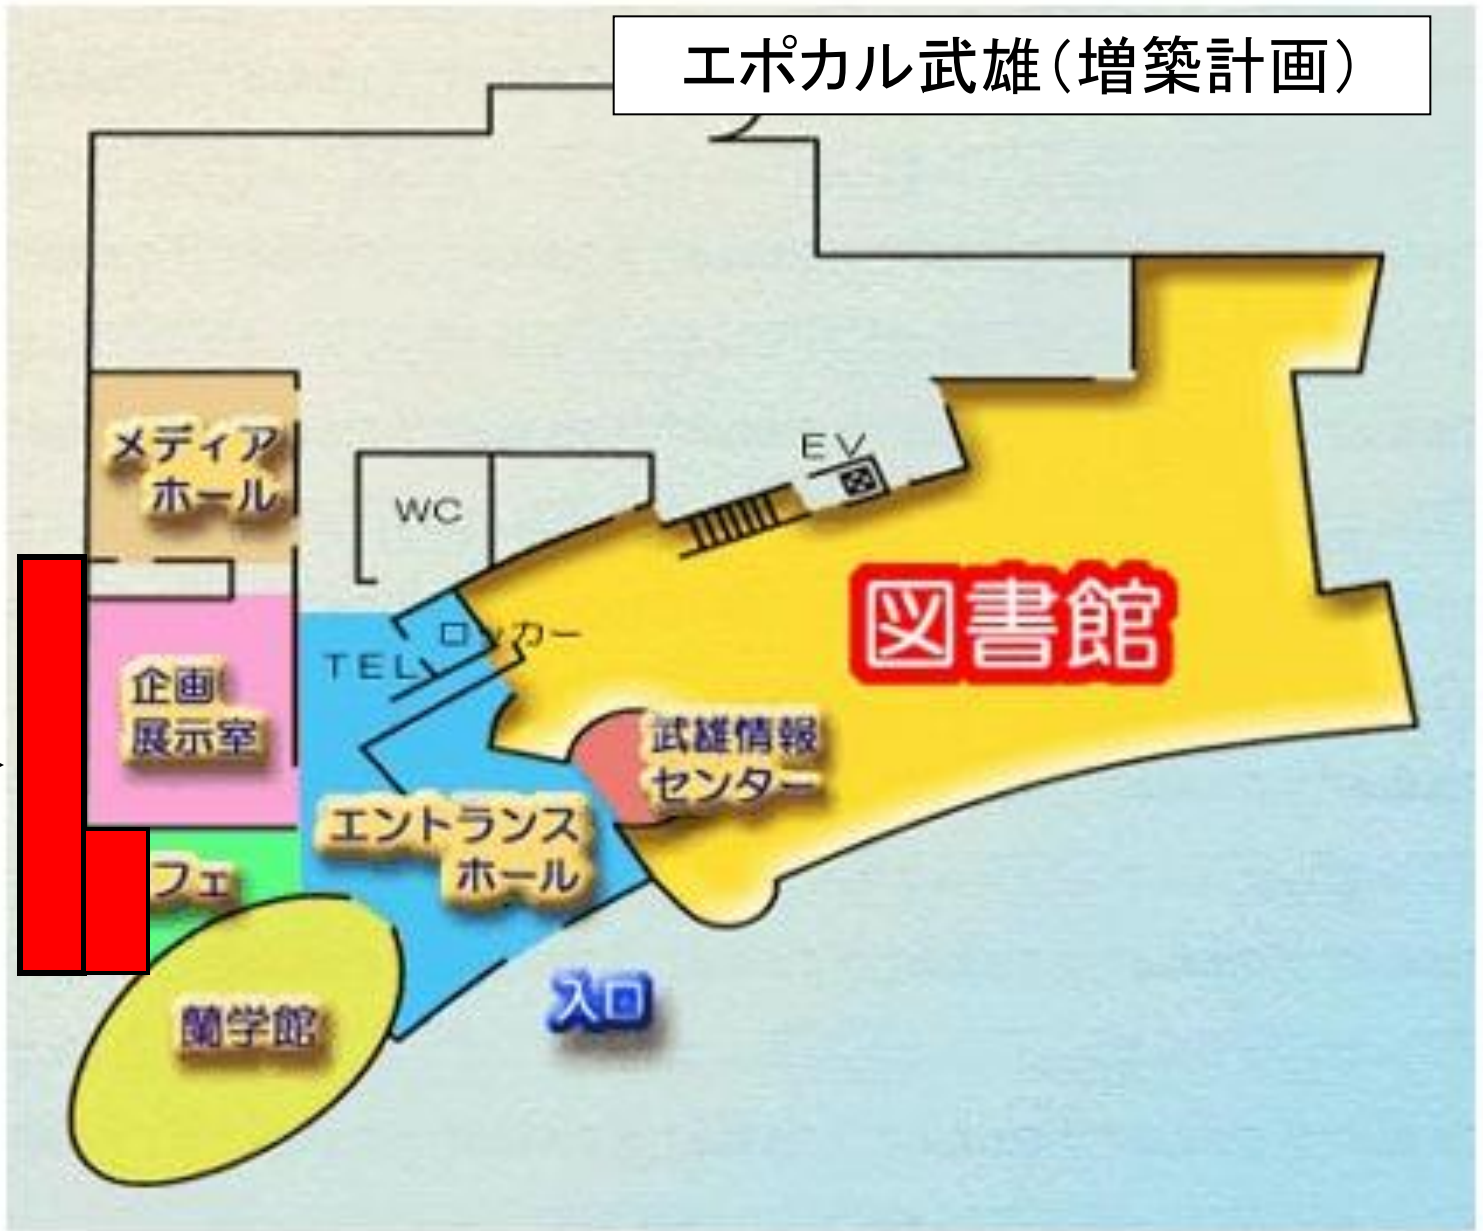 エポカル武雄(増築計画)
メディア
ホール
WC
EV
ロッカー
TEL
図書館
企画
展示室
武雄情報
センター
エントランス
ホール
フェ
蘭学館
入口